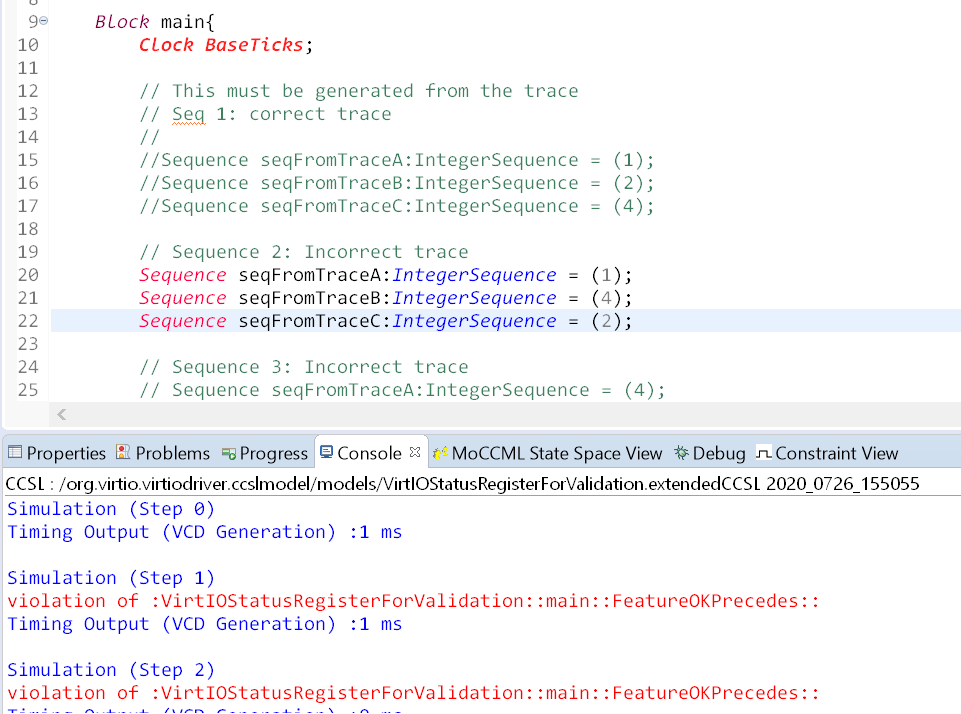 9 Block main{
10 Clock BaseTicks;
11
12 // This must be generated from the trace
13 // Seq 1: correct trace
14 //
15 //Sequence seqFromTraceA:IntegerSequence = (1);
16 //Sequence seqFromTraceB:IntegerSequence = (2);
17 //Sequence seqFromTraceC:IntegerSequence = (4);
18
19 // Sequence 2: Incorrect trace
20 Sequence seqFromTraceA:IntegerSequence = (1);
21 Sequence seqFromTraceB:IntegerSequence = (4);
22 Sequence seqFromTraceC:IntegerSequence = (2);
23
24 // Sequence 3: Incorrect trace
25 // Sequence seqFromTraceA:IntegerSequence = (4);
Properties Problems Progress Console MoCCML State Space View Debug Constraint View
CCSL : /org.virtio.virtiodriver.ccslmodel/models/VirtIOStatusRegisterForValidation.extendedCCSL 2020_0726_155055
Simulation (Step 0)
Timing Output (VCD Generation) :1 ms
Simulation (Step 1)
violation of :VirtIOStatusRegisterForValidation::main::FeatureOKPrecedes::
Timing Output (VCD Generation) :1 ms
Simulation (Step 2)
violation of :VirtIOStatusRegisterForValidation::main::FeatureOKPrecedes::
Timing Output (VCD Generation)